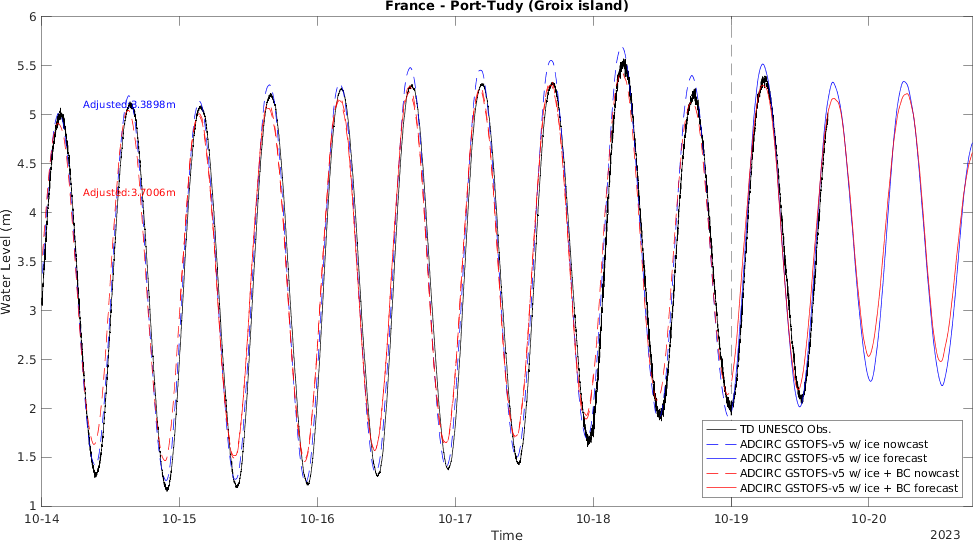 France - Port-Tudy (Groix island)
6
5.5
5
4.5
4
3.5
3
2.5
2
1.5
1
Water Level (m)
Adjusted:3.3898m
Adjusted:3.7006m
TD UNESCO Obs.
ADCIRC GSTOFS-v5 w/ ice nowcast
ADCIRC GSTOFS-v5 w/ ice forecast
ADCIRC GSTOFS-v5 w/ ice + BC nowcast
ADCIRC GSTOFS-v5 w/ ice + BC forecast
10-14 10-15 10-16 10-17 10-18 10-19 10-20
Time
2023